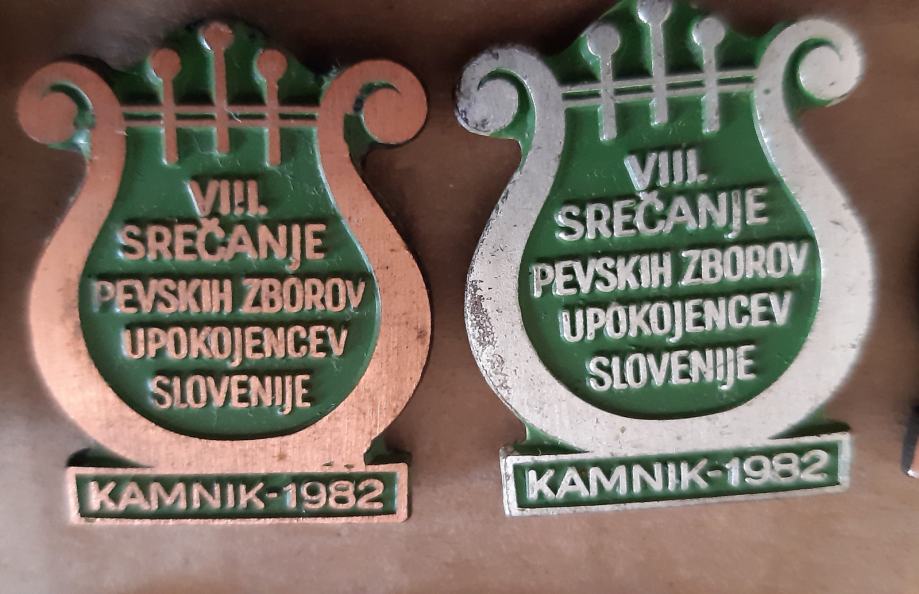 VIII.
SREČANJE
PEVSKIH ZBOROV
UPOKOJENCEV
SLOVENIJE
KAMNIK-1982
VIII.
SREČANJE
PEVSKIH ZBOROV
UPOKOJENCEV
SLOVENIJE
KAMNIK-1982